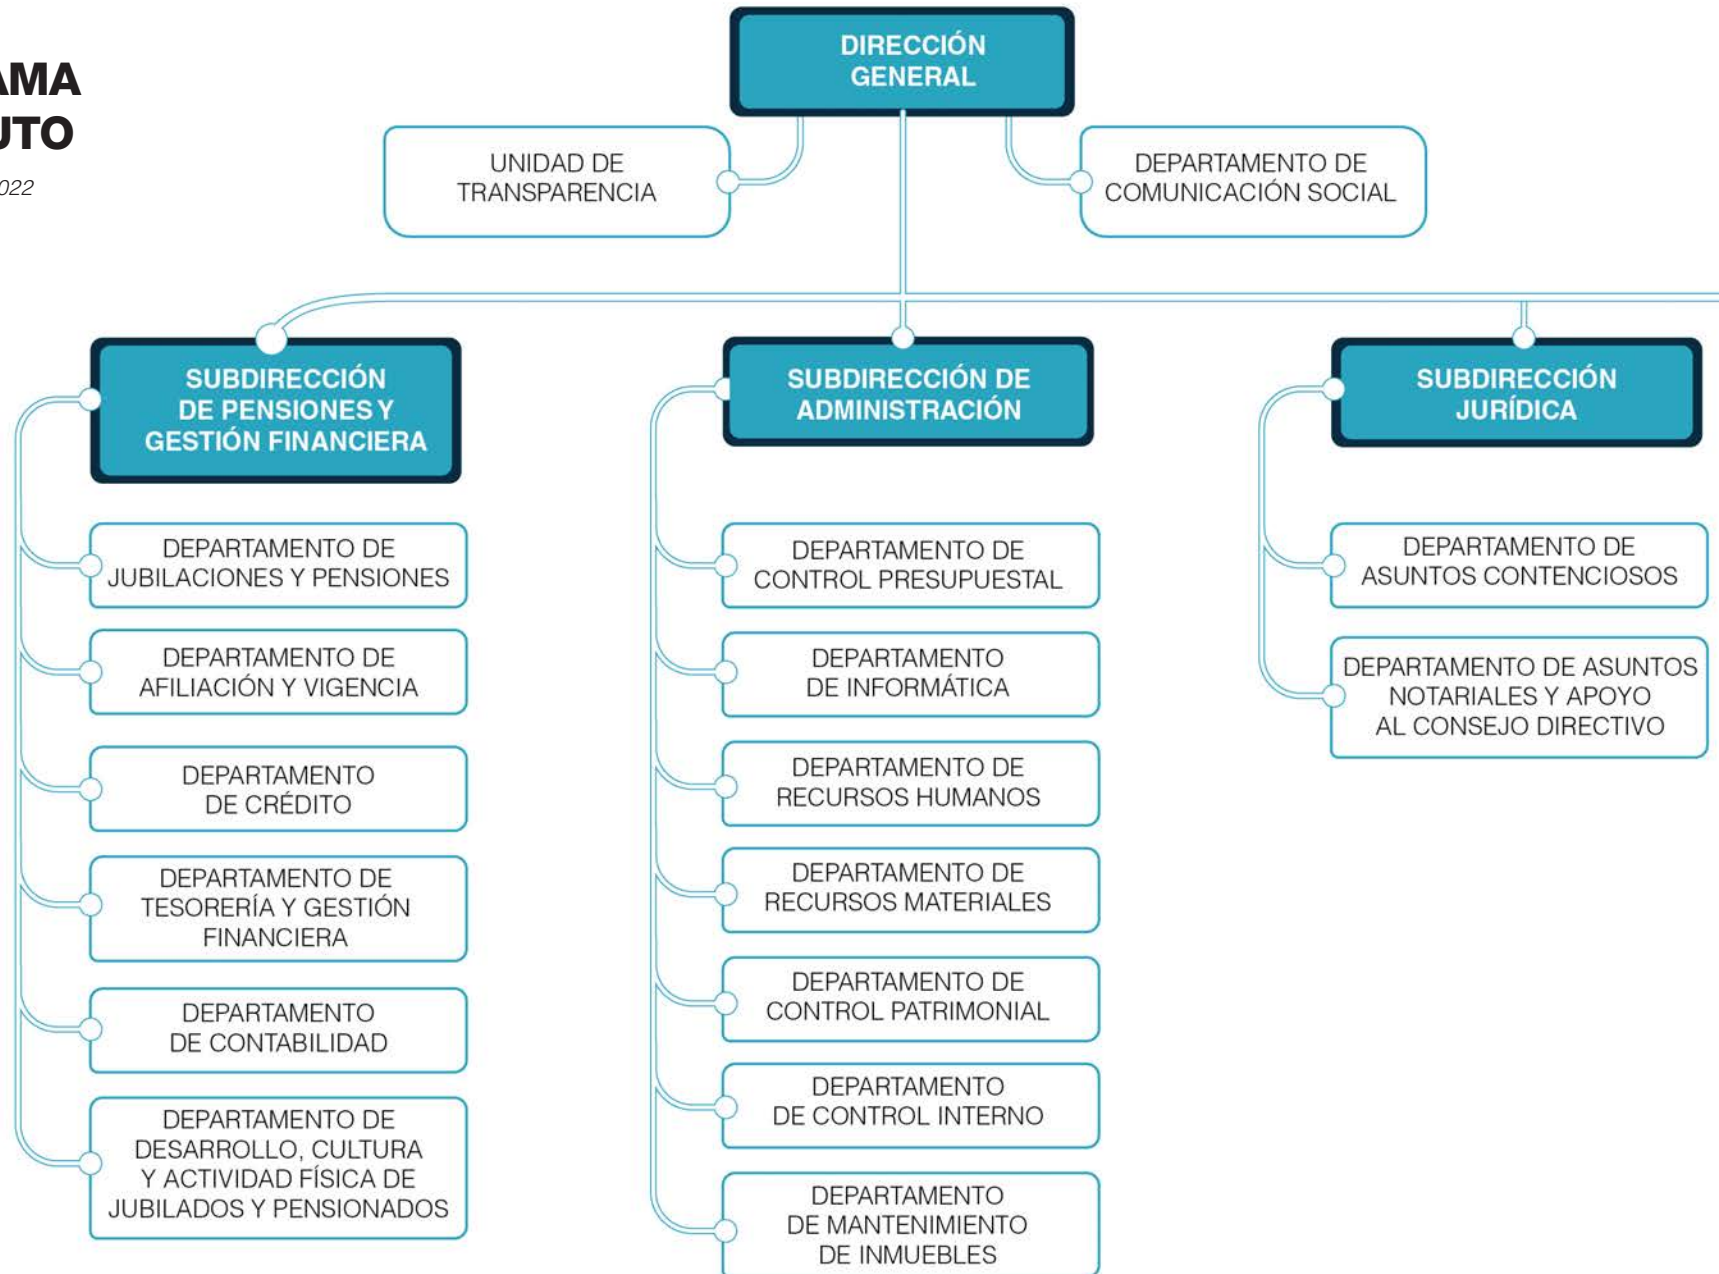 AMA
UTO
022
DIRECCIÓN
GENERAL
UNIDAD DE
TRANSPARENCIA
DEPARTAMENTO DE
COMUNICACIÓN SOCIAL
SUBDIRECCIÓN
DE PENSIONES Y
GESTIÓN FINANCIERA
DEPARTAMENTO DE
JUBILACIONES Y PENSIONES
DEPARTAMENTO DE
AFILIACIÓN Y VIGENCIA
DEPARTAMENTO
DE CRÉDITO
DEPARTAMENTO DE
TESORERÍA Y GESTIÓN
FINANCIERA
DEPARTAMENTO
DE CONTABILIDAD
DEPARTAMENTO DE
DESARROLLO, CULTURA
Y ACTIVIDAD FÍSICA DE
JUBILADOS Y PENSIONADOS
SUBDIRECCIÓN DE
ADMINISTRACIÓN
DEPARTAMENTO DE
CONTROL PRESUPUESTAL
DEPARTAMENTO
DE INFORMÁTICA
DEPARTAMENTO DE
RECURSOS HUMANOS
DEPARTAMENTO DE
RECURSOS MATERIALES
DEPARTAMENTO DE
CONTROL PATRIMONIAL
DEPARTAMENTO
DE CONTROL INTERNO
DEPARTAMENTO
DE MANTENIMIENTO
DE INMUEBLES
SUBDIRECCIÓN
JURÍDICA
DEPARTAMENTO DE
ASUNTOS CONTENCIOSOS
DEPARTAMENTO DE ASUNTOS
NOTARIALES Y APOYO
AL CONSEJO DIRECTIVO